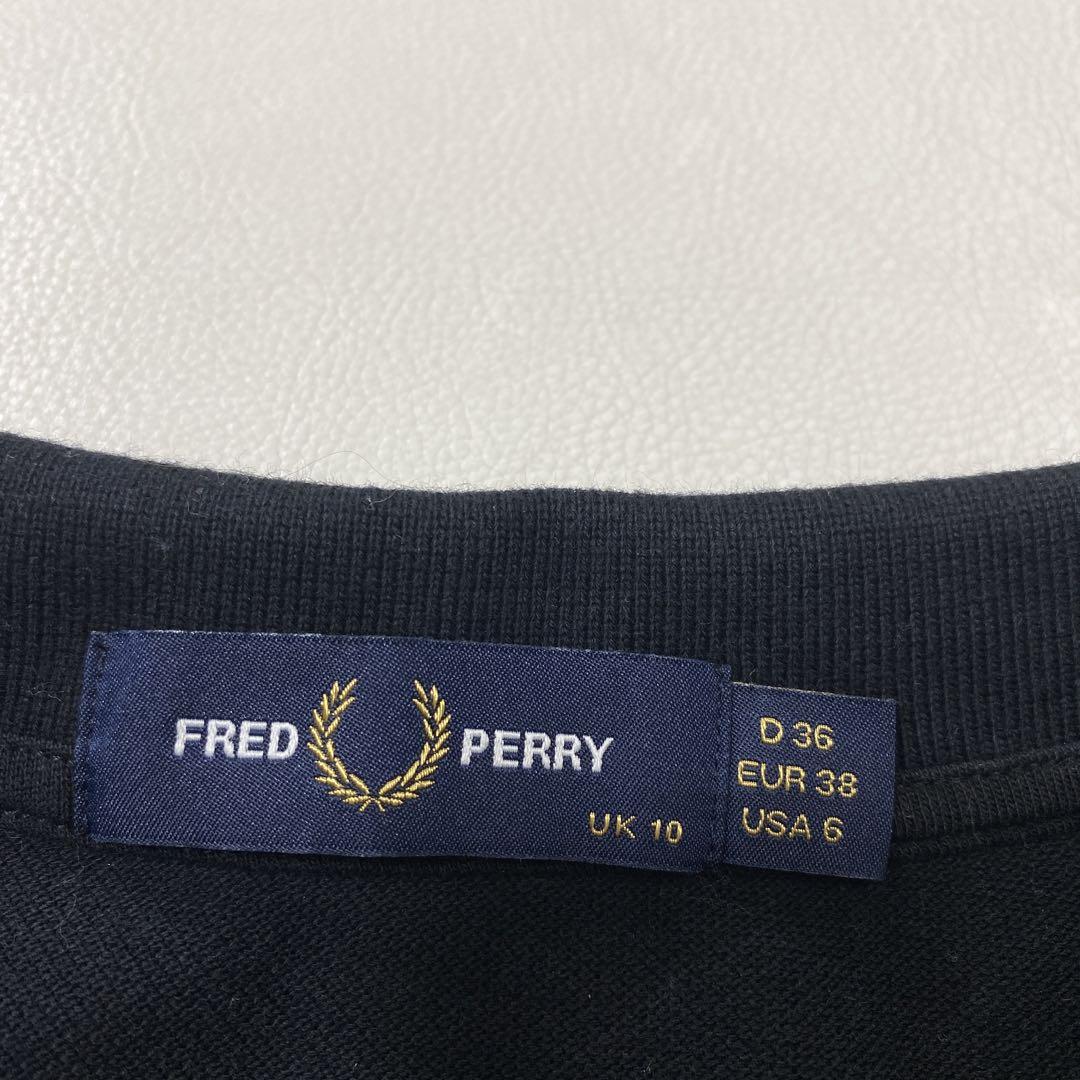 FRED PERRY
UK 10
D 36
EUR 38
USA 6